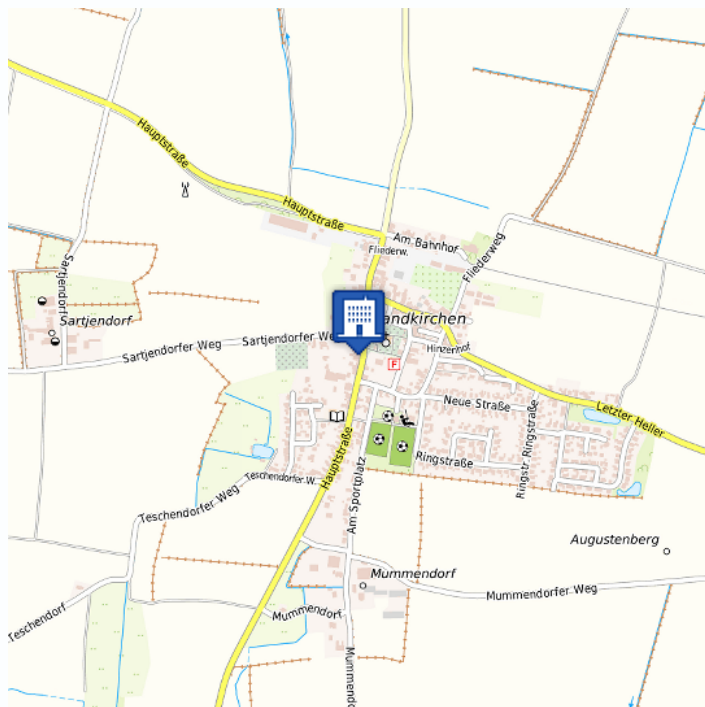 Hauptstraße
Hauptstraße
Am Bahnhof
Fliederw.
Fliederweg
Sartjendorf
Sartjendorf
andkirchen
Sartjendorfer Weg
Sartjendorfer We
Hinzenhof
F
Neue Straße
Letzter Heller
Ringstr.
Ringstraße
Hauptstraße
Ringstraße
Teschendorfer W.
Am Sportplatz
Teschendorfer Weg
Augustenberg
Mummendorf
Mummendorfer Weg
Teschendorf
Mummendorf
Mummendo